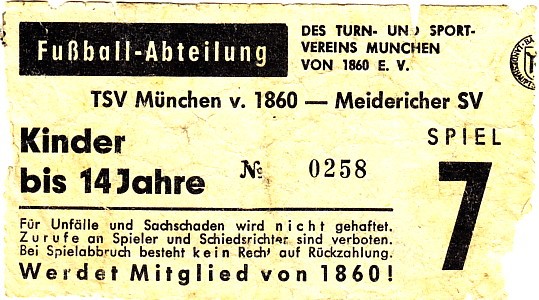 Fußball-Abteilung
DES TURN- UND SPORT-
VEREINS MUNCHEN
VON 1860 E. V.
TSV München v. 1860 — Meidericher SV
Kinder
bis 14 Jahre
№ 0258
SPIEL
7
Für Unfälle und Sachschaden wird nicht gehaftet.
Zurufe an Spieler und Schiedsrichter sind verboten.
Bei Spielabbruch besteht kein Recht auf Rückzahlung.
Werdet Mitglied von 1860!